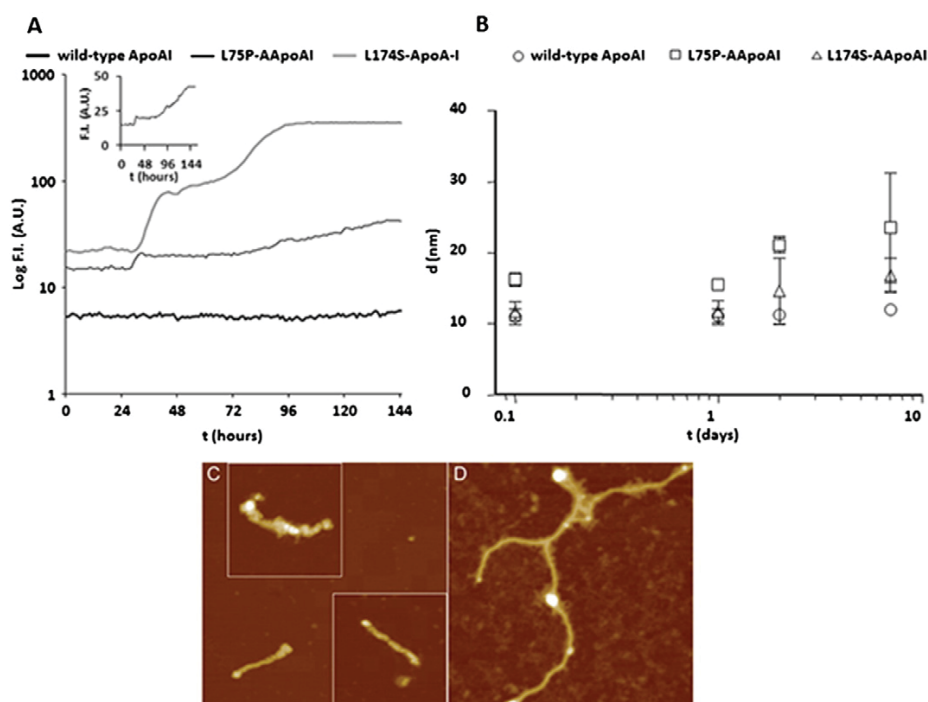 A
wild-type ApoAI L75P-AApoAI L174S-ApoA-I
1000
100
10
1
Log F.I. (A.U.)
0 24 48 72 96 120 144
t (hours)
50
25
0
F.I. (A.U.)
0 48 96 144
t (hours)
B
wild-type ApoAI L75P-AApoAI L174S-AApoAI
40
30
20
10
0
d (nm)
0.1 1 10
t (days)
C
D